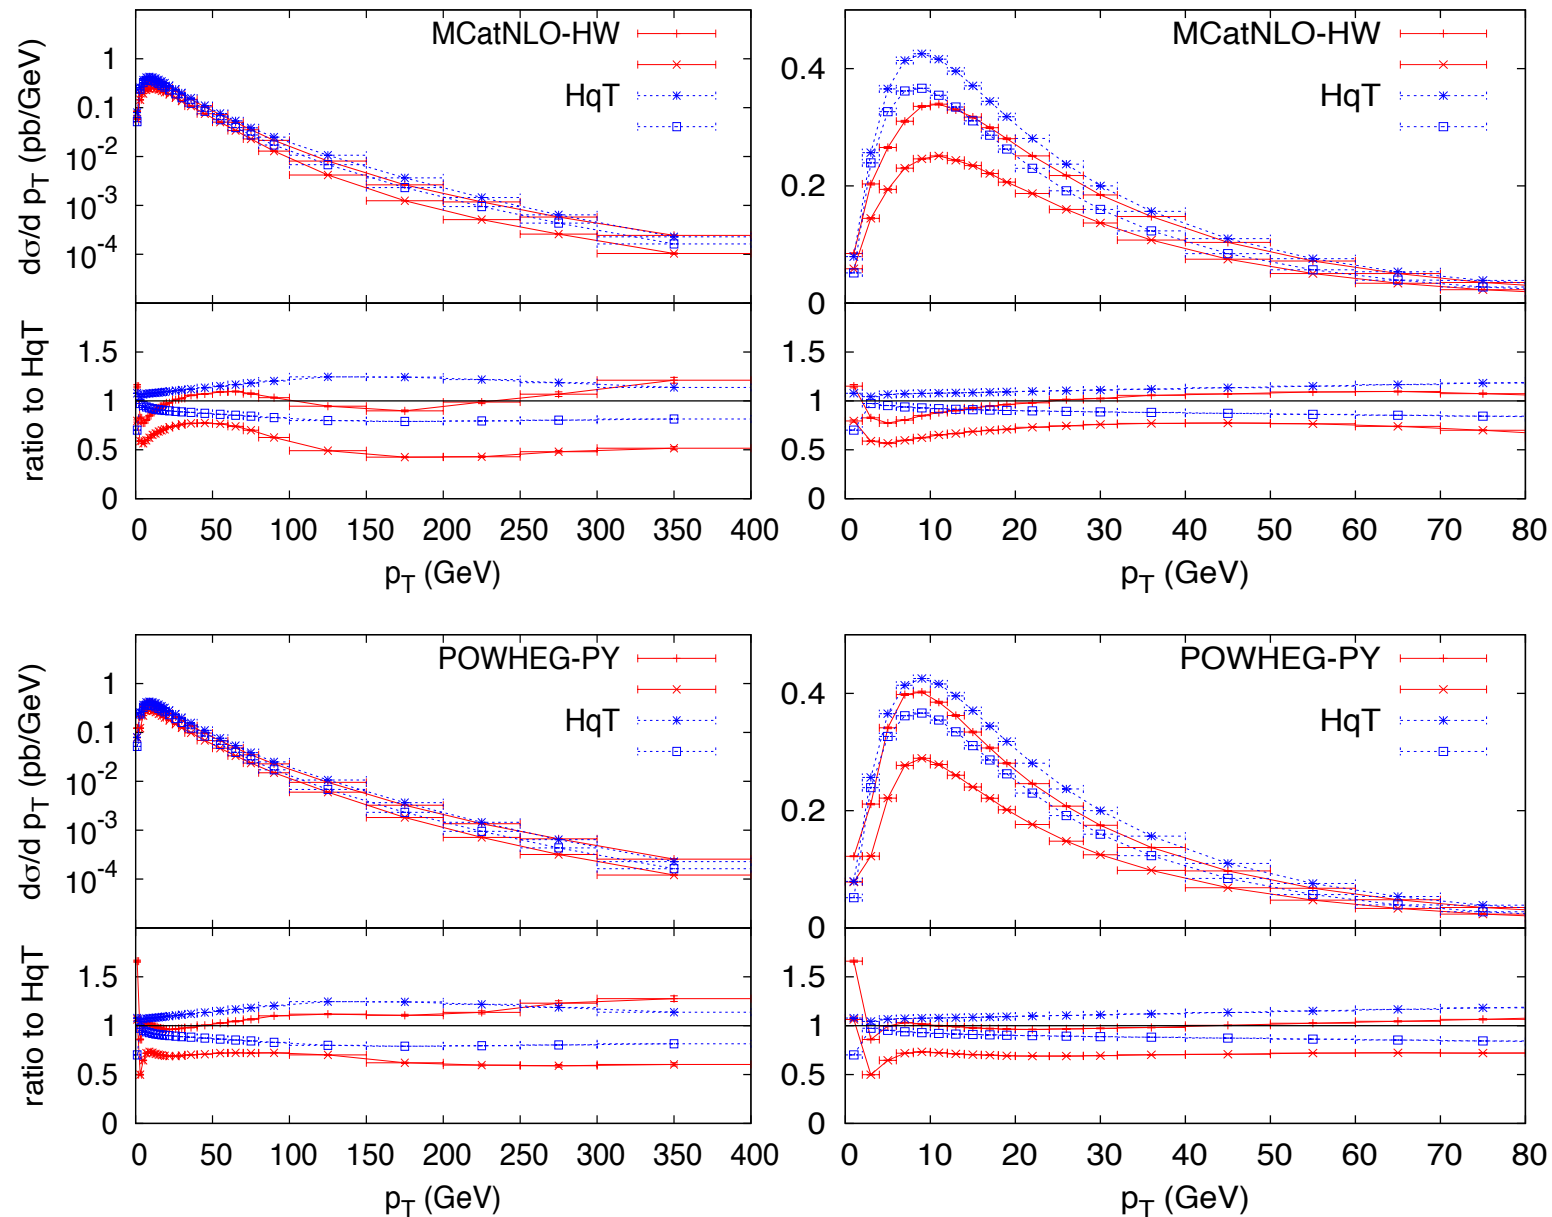 MCatNLO-HW
HqT
dσ/d p_T (pb/GeV)
1
0.1
10^-2
10^-3
10^-4
ratio to HqT
1.5
1
0.5
0
0 50 100 150 200 250 300 350 400
p_T (GeV)
MCatNLO-HW
HqT
0.4
0.2
0
1.5
1
0.5
0
0 10 20 30 40 50 60 70 80
p_T (GeV)
POWHEG-PY
HqT
dσ/d p_T (pb/GeV)
1
0.1
10^-2
10^-3
10^-4
ratio to HqT
1.5
1
0.5
0
0 50 100 150 200 250 300 350 400
p_T (GeV)
POWHEG-PY
HqT
0.4
0.2
0
1.5
1
0.5
0
0 10 20 30 40 50 60 70 80
p_T (GeV)